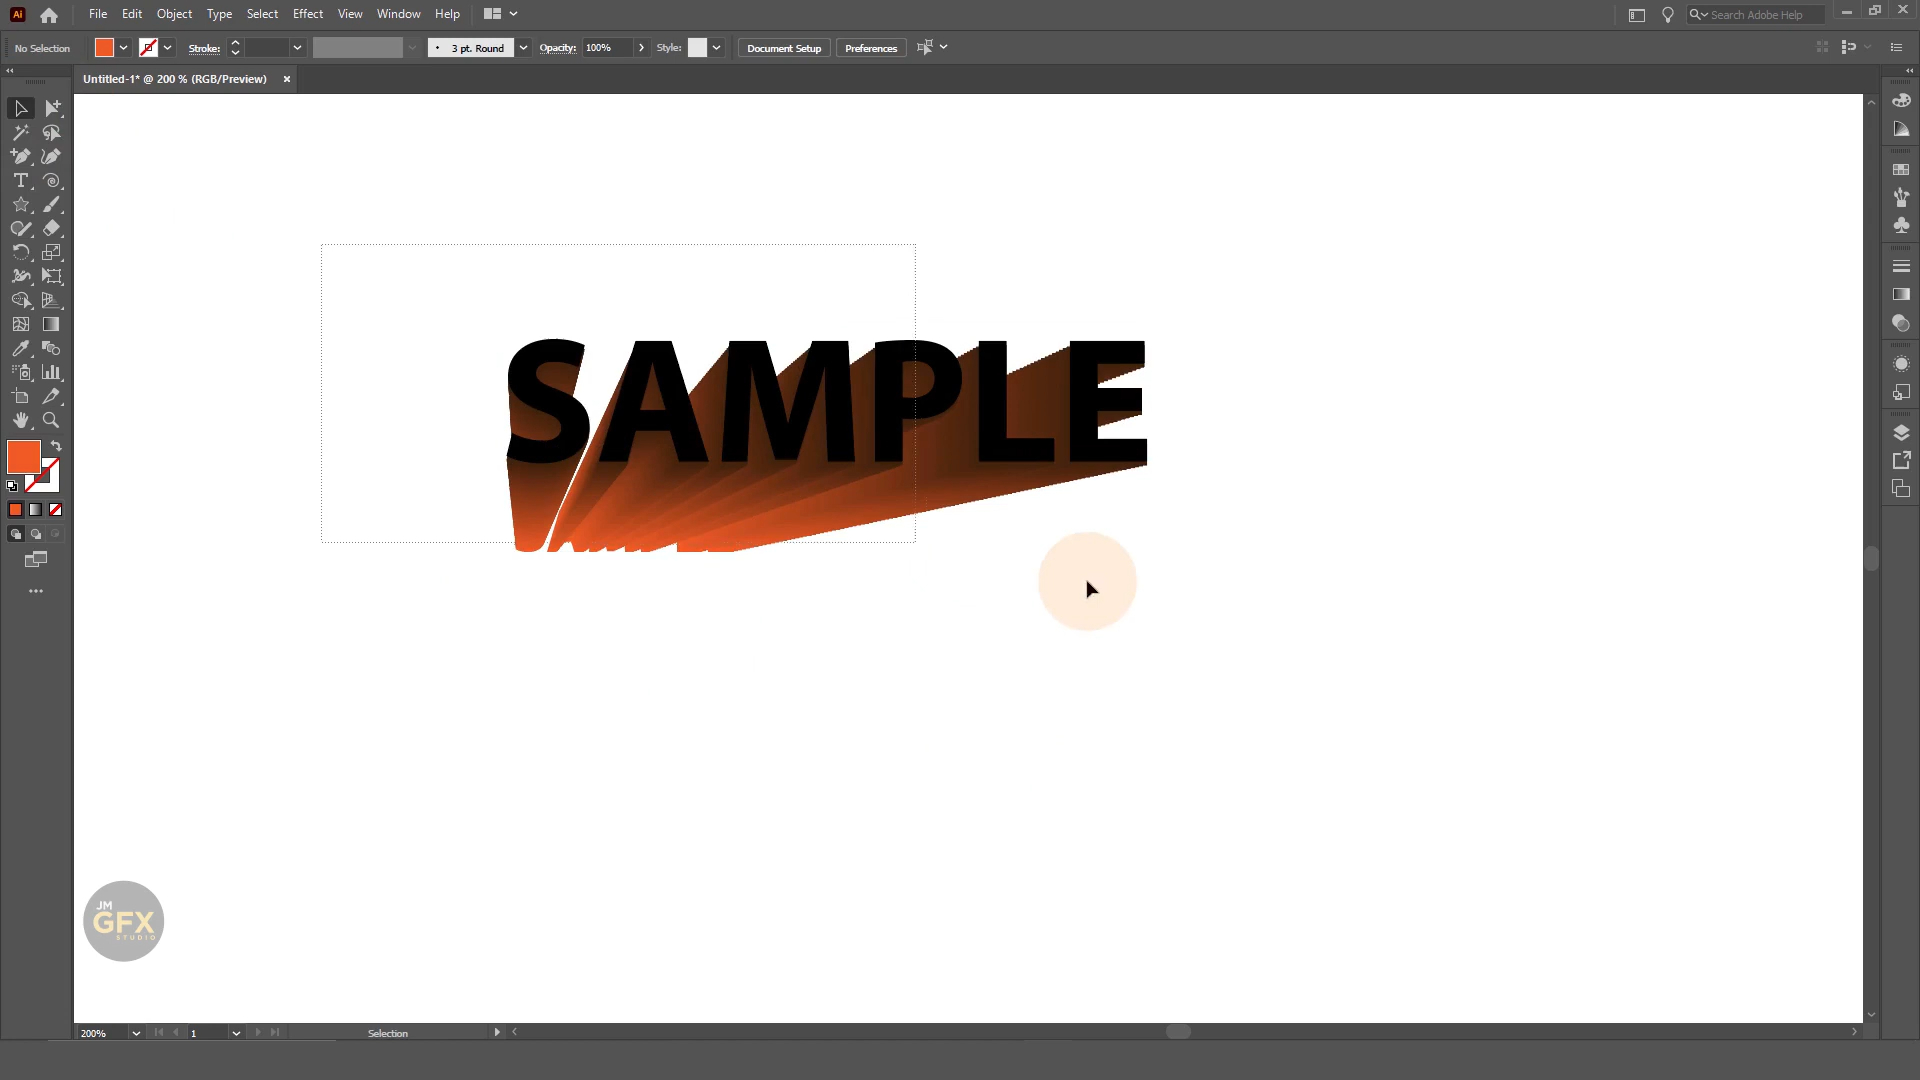 Ai File Edit Object Type Select Effect View Window Help Search Adobe Help
No Selection Stroke: 3 pt. Round Opacity: 100% Style: Document Setup Preferences
Untitled-1* @ 200 % (RGB/Preview) ×
SAMPLE
JM
GFX
STUDIO
200% 1 Selection